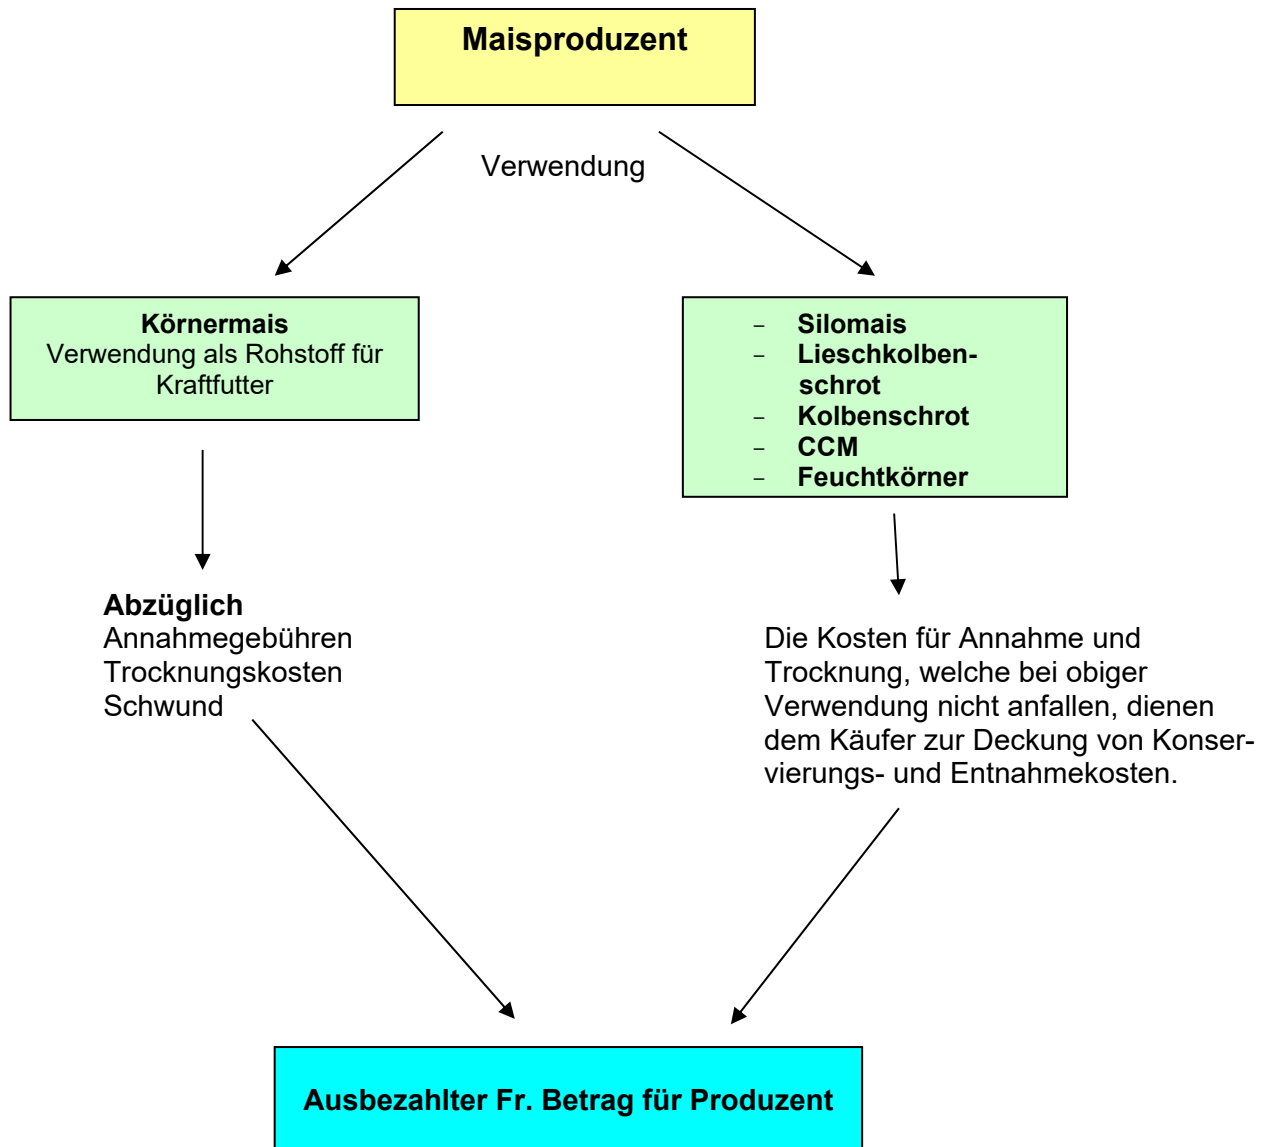 Maisproduzent
Verwendung
Körnermais
Verwendung als Rohstoff für
Kraftfutter
- Silomais
- Lieschkolben-
schrot
- Kolbenschrot
- CCM
- Feuchtkörner
Abzüglich
Annahmegebühren
Trocknungskosten
Schwund
Die Kosten für Annahme und
Trocknung, welche bei obiger
Verwendung nicht anfallen, dienen
dem Käufer zur Deckung von Konser-
vierungs- und Entnahmekosten.
Ausbezahlter Fr. Betrag für Produzent